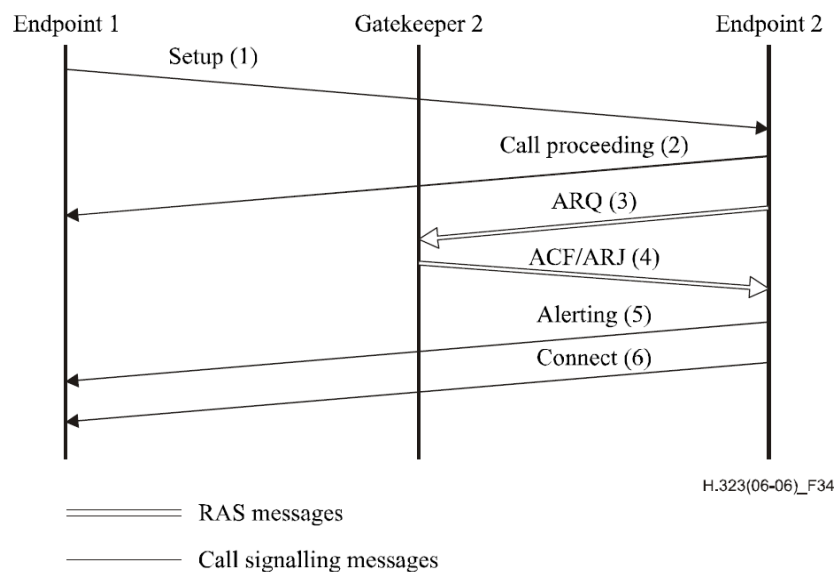 Endpoint 1 Gatekeeper 2 Endpoint 2
Setup (1)
Call proceeding (2)
ARQ (3)
ACF/ARJ (4)
Alerting (5)
Connect (6)
H.323(06-06)_F34
RAS messages
Call signalling messages